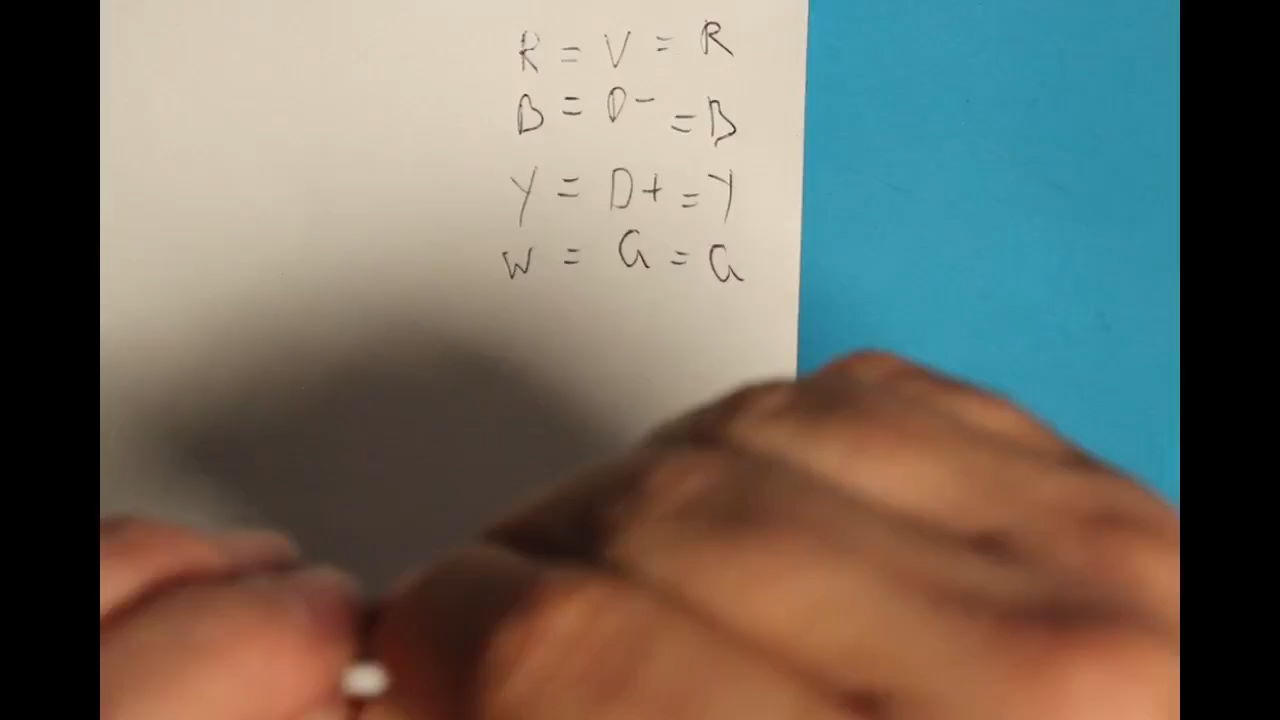 R = V = R
B = D- = B
Y = D+ = Y
W = G = G